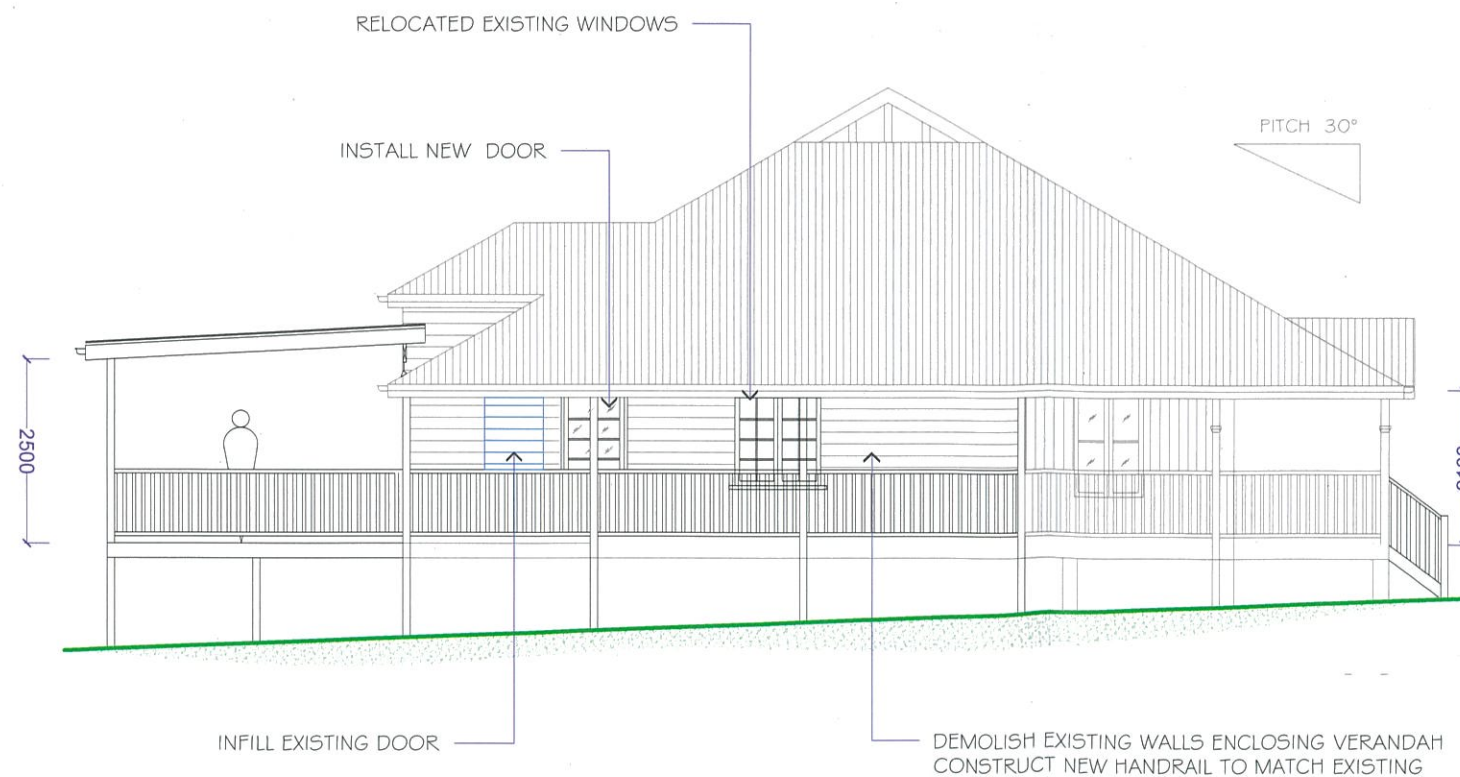 RELOCATED EXISTING WINDOWS
INSTALL NEW DOOR
PITCH 30°
2500
INFILL EXISTING DOOR
DEMOLISH EXISTING WALLS ENCLOSING VERANDAH
CONSTRUCT NEW HANDRAIL TO MATCH EXISTING